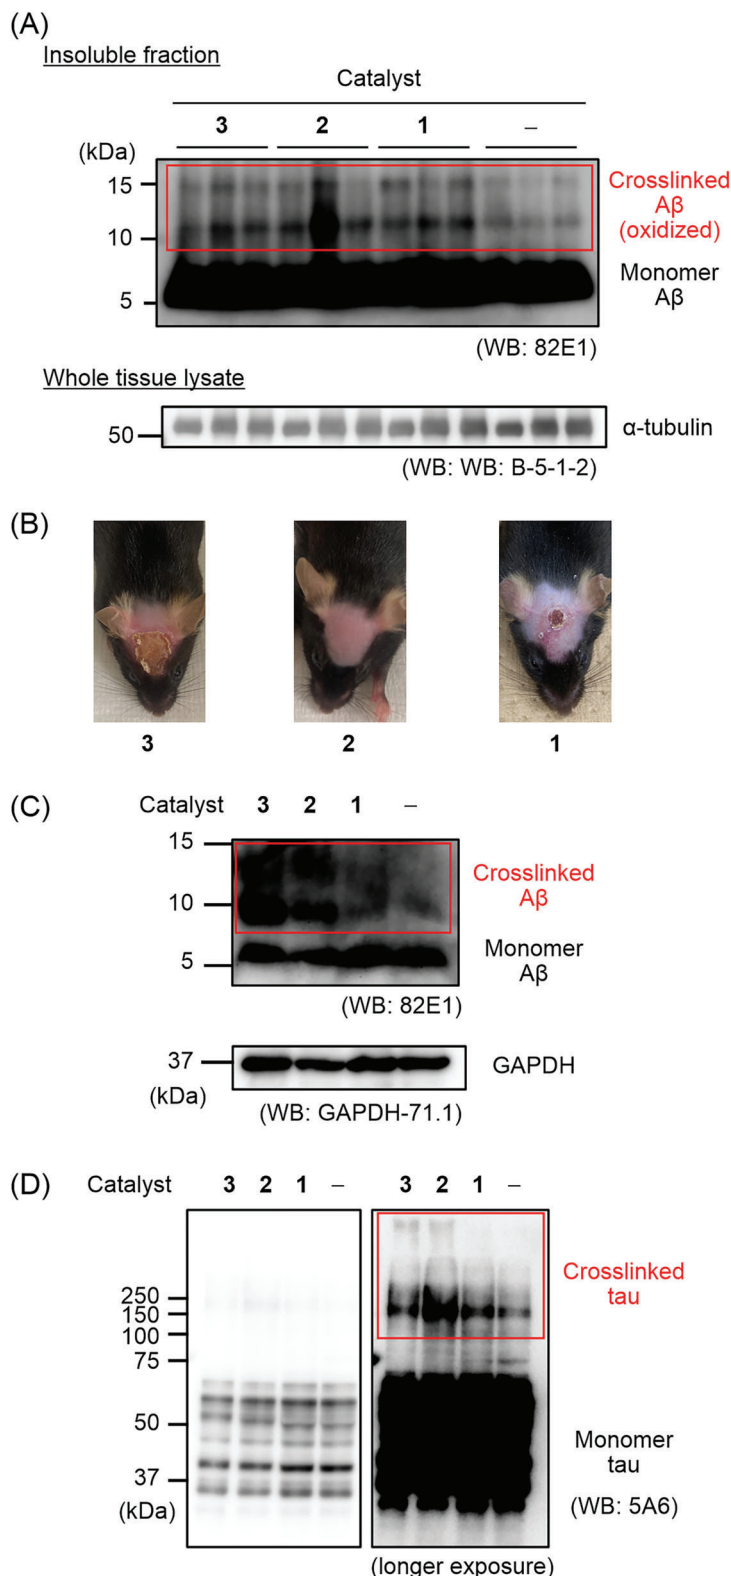 (A)
Insoluble fraction
Catalyst
3 2 1 –
(kDa)
15
10
5
Crosslinked
Aβ
(oxidized)
Monomer
Aβ
(WB: 82E1)
Whole tissue lysate
50
α-tubulin
(WB: WB: B-5-1-2)
(B)
3 2 1
(C)
Catalyst 3 2 1 –
15
10
5
Crosslinked
Aβ
Monomer
Aβ
(WB: 82E1)
37
GAPDH
(kDa)
(WB: GAPDH-71.1)
(D)
Catalyst 3 2 1 – 3 2 1 –
250
150
100
75
50
37
(kDa)
Crosslinked
tau
Monomer
tau
(WB: 5A6)
(longer exposure)